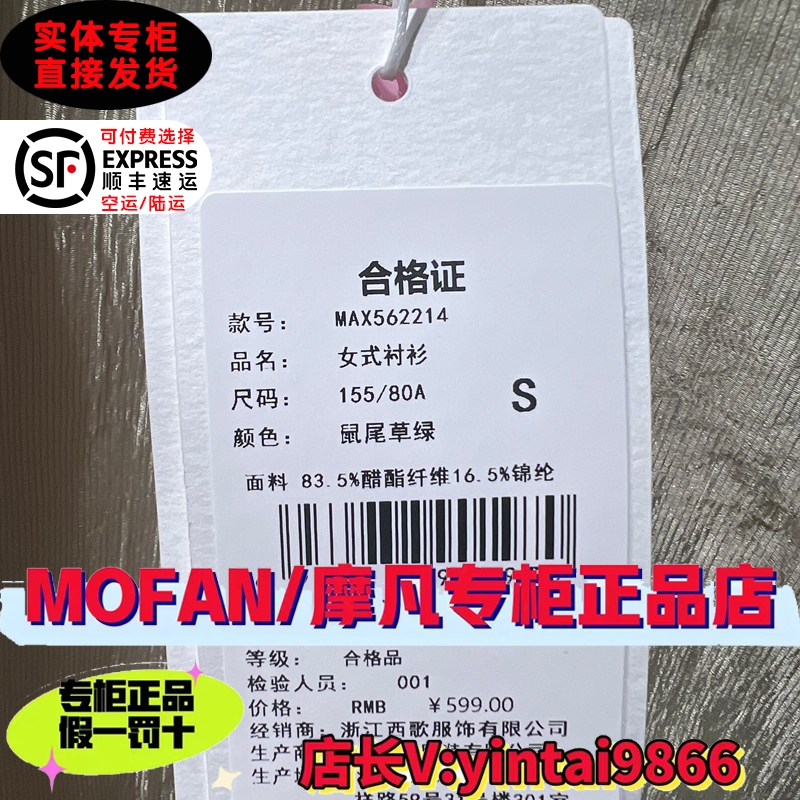 实体专柜
直接发货
可付费选择
SF EXPRESS
顺丰速运
空运/陆运
合格证
款号： MAX562214
品名： 女式衬衫
尺码： 155/80A S
颜色： 鼠尾草绿
面料 83.5%醋酯纤维16.5%锦纶
MOFAN/摩凡专柜正品店
等级： 合格品
检验人员： 001
价格： RMB ￥599.00
经销商：浙江西歌服饰有限公司
专柜正品
假一罚十
生产商
生产
店长V:yintai9866